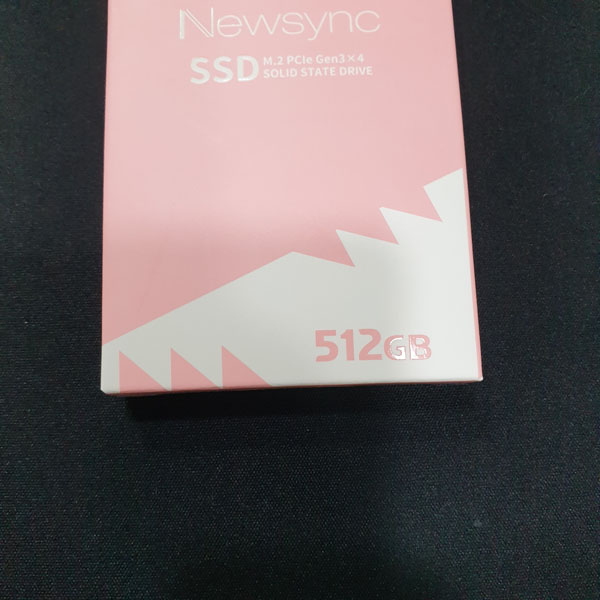 Newsync
SSD M.2 PCIe Gen3×4
SOLID STATE DRIVE
512GB